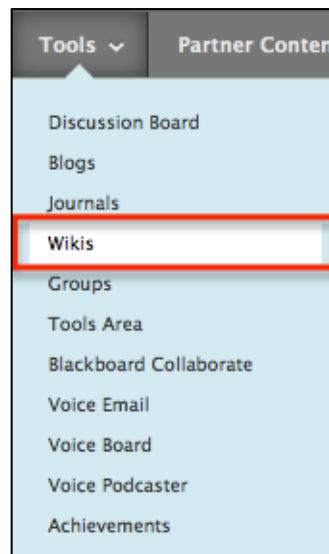 Tools Partner Conten
Discussion Board
Blogs
Journals
Wikis
Groups
Tools Area
Blackboard Collaborate
Voice Email
Voice Board
Voice Podcaster
Achievements